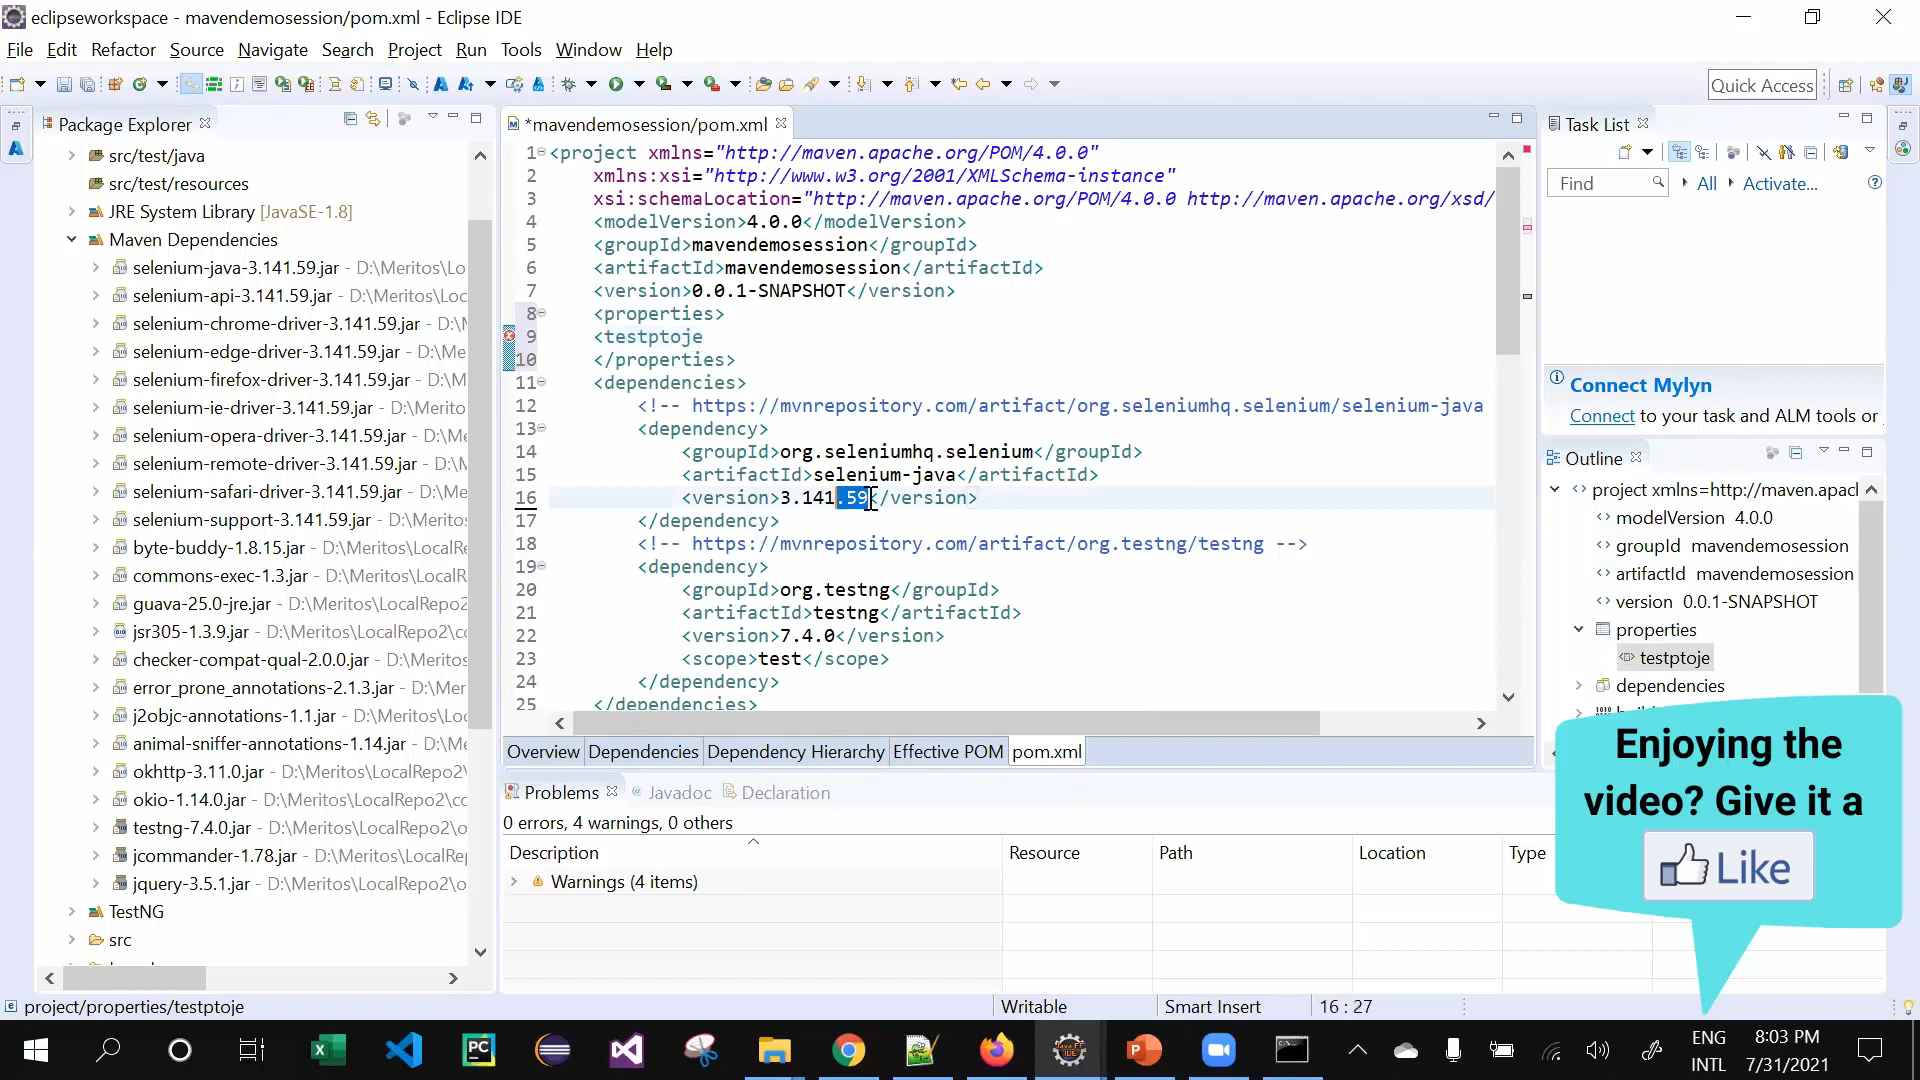 eclipseworkspace - mavendemosession/pom.xml - Eclipse IDE
File Edit Refactor Source Navigate Search Project Run Tools Window Help
Quick Access
Package Explorer
src/test/java
src/test/resources
JRE System Library [JavaSE-1.8]
Maven Dependencies
selenium-java-3.141.59.jar - D:\Meritos\Lo
selenium-api-3.141.59.jar - D:\Meritos\Loc
selenium-chrome-driver-3.141.59.jar - D:\
selenium-edge-driver-3.141.59.jar - D:\Me
selenium-firefox-driver-3.141.59.jar - D:\M
selenium-ie-driver-3.141.59.jar - D:\Merito
selenium-opera-driver-3.141.59.jar - D:\M
selenium-remote-driver-3.141.59.jar - D:\M
selenium-safari-driver-3.141.59.jar - D:\M
selenium-support-3.141.59.jar - D:\Merito
byte-buddy-1.8.15.jar - D:\Meritos\LocalR
commons-exec-1.3.jar - D:\Meritos\LocalR
guava-25.0-jre.jar - D:\Meritos\LocalRepo2
jsr305-1.3.9.jar - D:\Meritos\LocalRepo2\cc
checker-compat-qual-2.0.0.jar - D:\Meritos
error_prone_annotations-2.1.3.jar - D:\Mer
j2objc-annotations-1.1.jar - D:\Meritos\Lo
animal-sniffer-annotations-1.14.jar - D:\Me
okhttp-3.11.0.jar - D:\Meritos\LocalRepo2\
okio-1.14.0.jar - D:\Meritos\LocalRepo2\cc
testng-7.4.0.jar - D:\Meritos\LocalRepo2\o
jcommander-1.78.jar - D:\Meritos\LocalRep
jquery-3.5.1.jar - D:\Meritos\LocalRepo2\o
TestNG
src
*mavendemosession/pom.xml
1 <project xmlns="http://maven.apache.org/POM/4.0.0"
2 xmlns:xsi="http://www.w3.org/2001/XMLSchema-instance"
3 xsi:schemaLocation="http://maven.apache.org/POM/4.0.0 http://maven.apache.org/xsd/
4 <modelVersion>4.0.0</modelVersion>
5 <groupId>mavendemosession</groupId>
6 <artifactId>mavendemosession</artifactId>
7 <version>0.0.1-SNAPSHOT</version>
8 <properties>
9 <testptoje
10 </properties>
11 <dependencies>
12 <!-- https://mvnrepository.com/artifact/org.seleniumhq.selenium/selenium-java
13 <dependency>
14 <groupId>org.seleniumhq.selenium</groupId>
15 <artifactId>selenium-java</artifactId>
16 <version>3.141.59</version>
17 </dependency>
18 <!-- https://mvnrepository.com/artifact/org.testng/testng -->
19 <dependency>
20 <groupId>org.testng</groupId>
21 <artifactId>testng</artifactId>
22 <version>7.4.0</version>
23 <scope>test</scope>
24 </dependency>
25 </dependencies>
Overview Dependencies Dependency Hierarchy Effective POM pom.xml
Problems Javadoc Declaration
0 errors, 4 warnings, 0 others
Description Resource Path Location Type
Warnings (4 items)
Task List
Find All Activate...
Connect Mylyn
Connect to your task and ALM tools or
Outline
project xmlns=http://maven.apacl
modelVersion 4.0.0
groupId mavendemosession
artifactId mavendemosession
version 0.0.1-SNAPSHOT
properties
testptoje
dependencies
Enjoying the
video? Give it a
Like
project/properties/testptoje
Writable Smart Insert 16 : 27
ENG
INTL
8:03 PM
7/31/2021